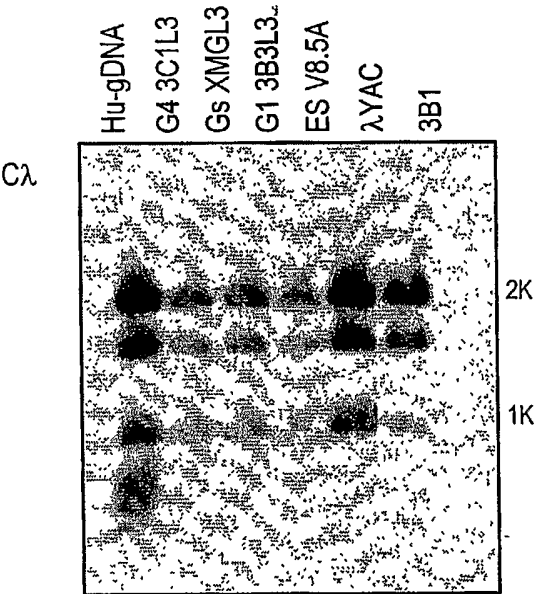 Hu-gDNA
G4 3C1L3
Gs XMGL3
G1 3B3L3
ES V8.5A
λYAC
3B1
Cλ
2K
1K